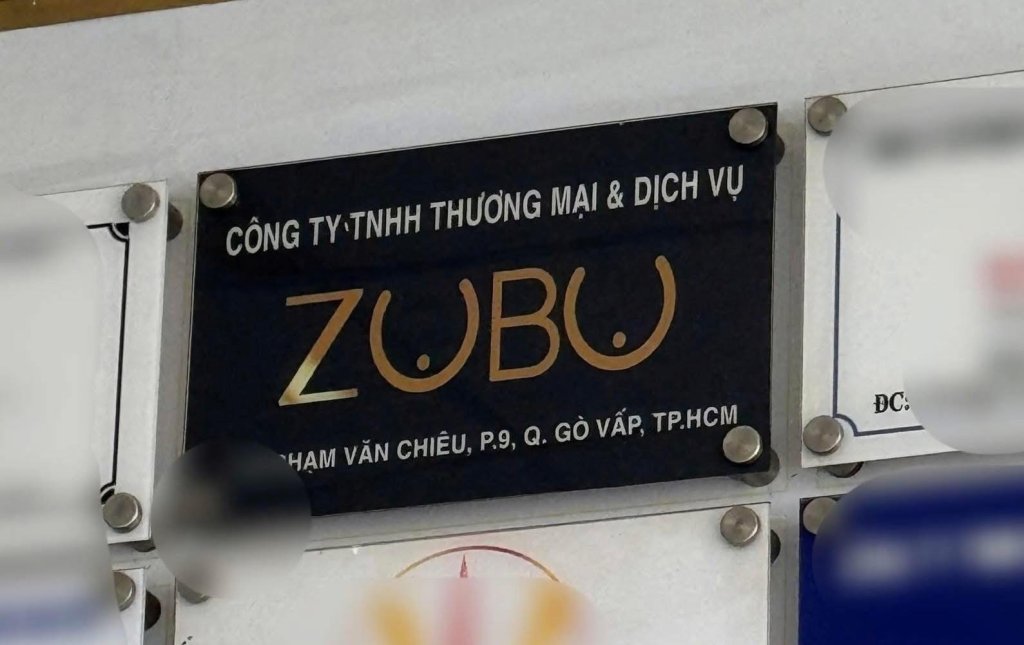 CÔNG TY TNHH THƯƠNG MẠI & DỊCH VỤ
ZUBU
PHẠM VĂN CHIÊU, P.9, Q. GÒ VẤP, TP.HCM
ĐC: